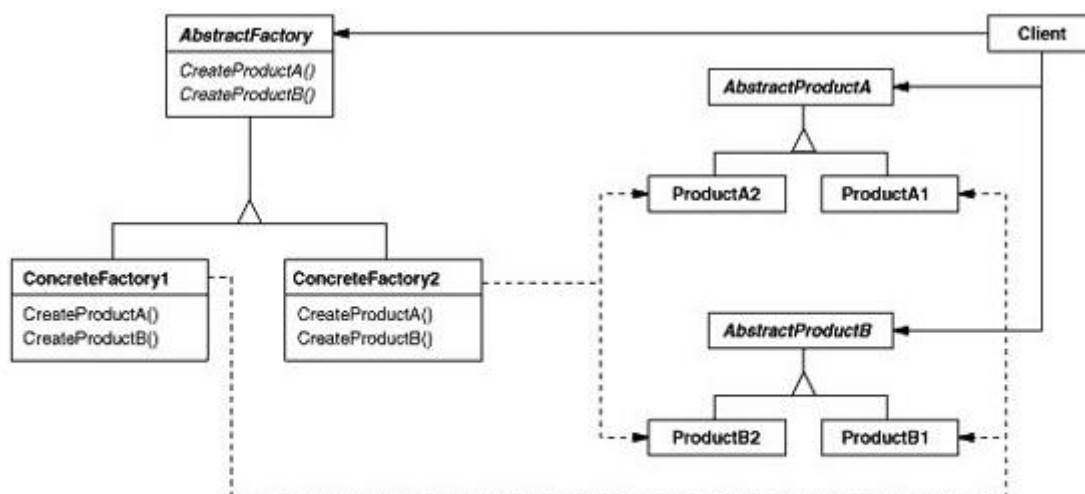 AbstractFactory
CreateProductA()
CreateProductB()
Client
AbstractProductA
ProductA2
ProductA1
ConcreteFactory1
CreateProductA()
CreateProductB()
ConcreteFactory2
CreateProductA()
CreateProductB()
AbstractProductB
ProductB2
ProductB1